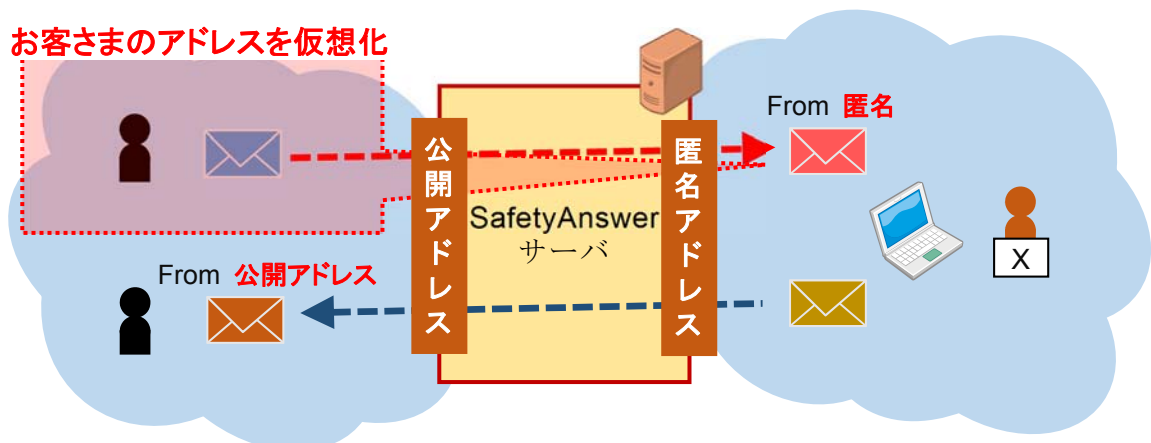 お客さまのアドレスを仮想化
From 匿名
公開アドレス
匿名アドレス
SafetyAnswer
サーバ
From 公開アドレス
X